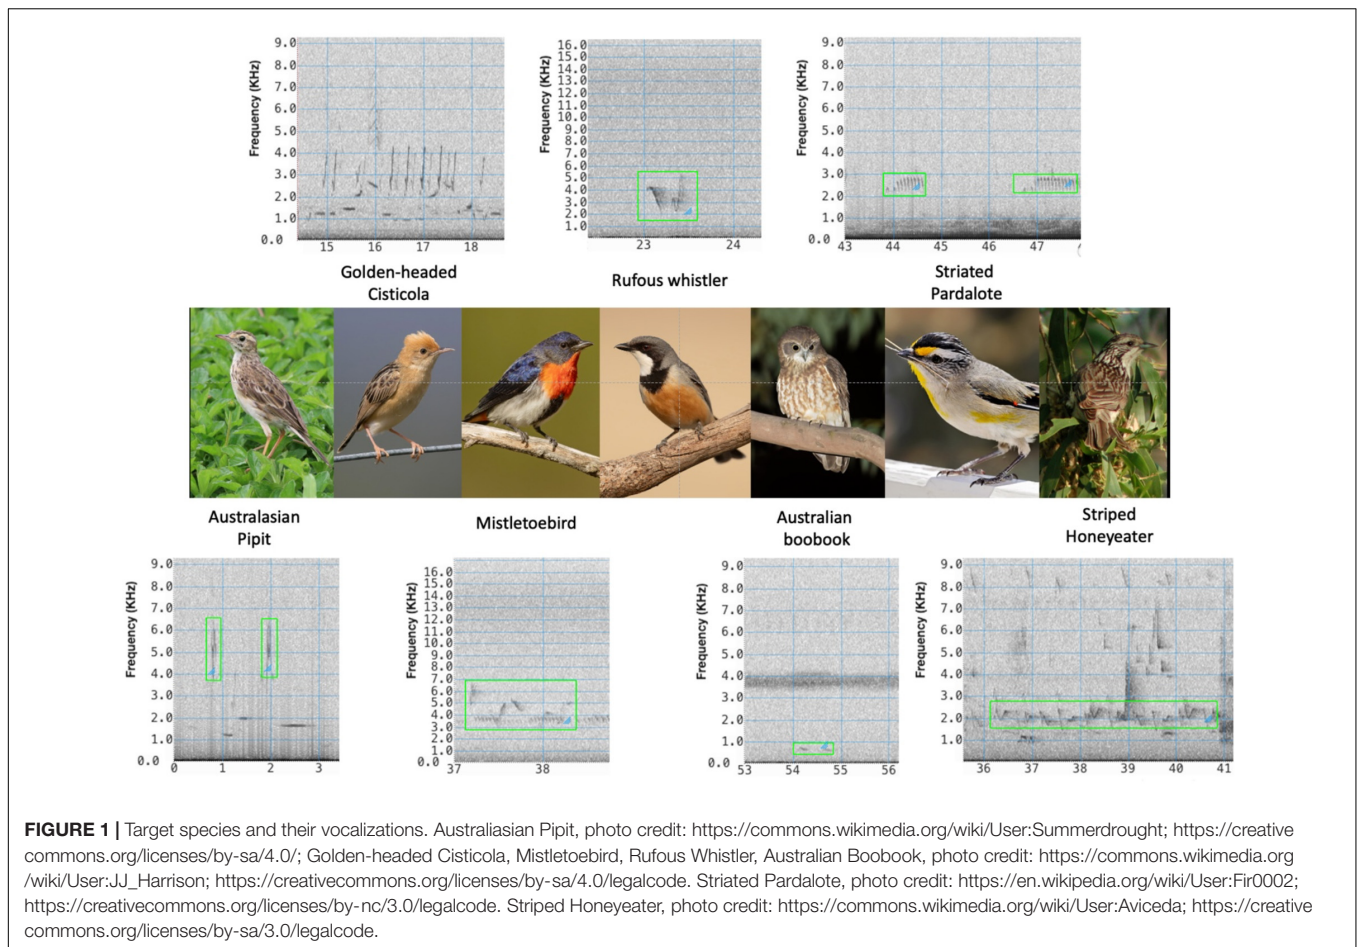 Frequency (KHz)
9.0
8.0
7.0
6.0
5.0
4.0
3.0
2.0
1.0
0.0
15 16 17 18
Golden-headed
Cisticola
Frequency (KHz)
16.0
15.0
14.0
13.0
12.0
11.0
10.0
9.0
8.0
7.0
6.0
5.0
4.0
3.0
2.0
1.0
23 24
Rufous whistler
Frequency (KHz)
9.0
8.0
7.0
6.0
5.0
4.0
3.0
2.0
1.0
0.0
43 44 45 46 47
Striated
Pardalote
Australasian
Pipit
Frequency (KHz)
9.0
8.0
7.0
6.0
5.0
4.0
3.0
2.0
1.0
0.0
0 1 2 3
Mistletoebird
Frequency (KHz)
16.0
15.0
14.0
13.0
12.0
11.0
10.0
9.0
8.0
7.0
6.0
5.0
4.0
3.0
2.0
1.0
0.0
37 38
Australian
boobook
Frequency (KHz)
9.0
8.0
7.0
6.0
5.0
4.0
3.0
2.0
1.0
0.0
53 54 55 56
Striped
Honeyeater
Frequency (KHz)
9.0
8.0
7.0
6.0
5.0
4.0
3.0
2.0
1.0
36 37 38 39 40 41
FIGURE 1 | Target species and their vocalizations. Australiasian Pipit, photo credit: https://commons.wikimedia.org/wiki/User:Summerdrought; https://creative
commons.org/licenses/by-sa/4.0/; Golden-headed Cisticola, Mistletoebird, Rufous Whistler, Australian Boobook, photo credit: https://commons.wikimedia.org
/wiki/User:JJ_Harrison; https://creativecommons.org/licenses/by-sa/4.0/legalcode. Striated Pardalote, photo credit: https://en.wikipedia.org/wiki/User:Fir0002;
https://creativecommons.org/licenses/by-nc/3.0/legalcode. Striped Honeyeater, photo credit: https://commons.wikimedia.org/wiki/User:Aviceda; https://creative
commons.org/licenses/by-sa/3.0/legalcode.